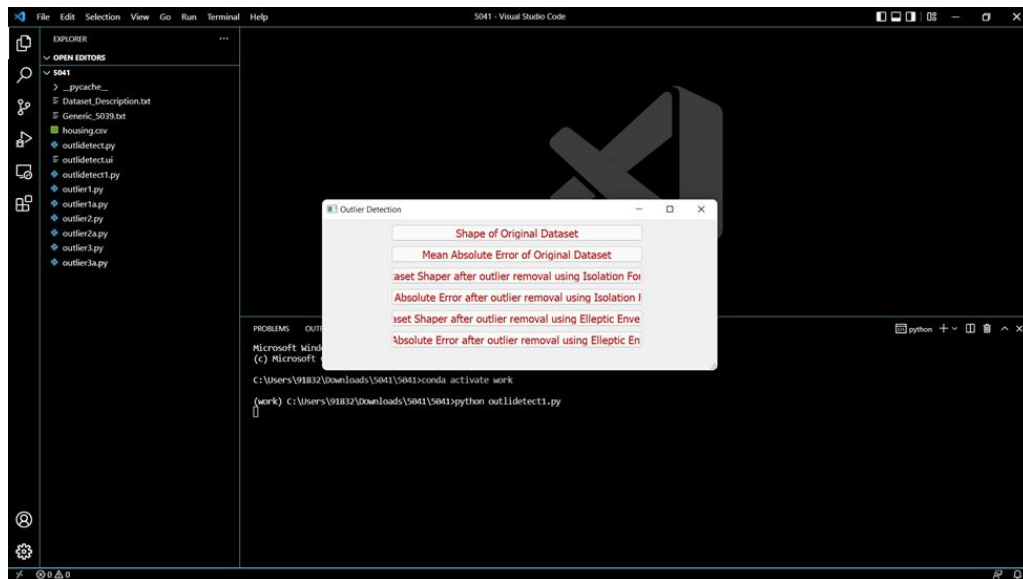 File Edit Selection View Go Run Terminal Help
5041 - Visual Studio Code
EXPLORER
OPEN EDITORS
5041
__pycache__
Dataset_Description.txt
Generic_5039.txt
housing.csv
outlidetect.py
outlidetect.ui
outlidetect1.py
outlier1.py
outlier1a.py
outlier2.py
outlier2a.py
outlier3.py
outlier3a.py
Outlier Detection
Shape of Original Dataset
Mean Absolute Error of Original Dataset
aset Shaper after outlier removal using Isolation For
Absolute Error after outlier removal using Isolation
aset Shaper after outlier removal using Elleptic Enve
Absolute Error after outlier removal using Elleptic En
PROBLEMS OUT
python
Microsoft Wind
(c) Microsoft
C:\Users\91832\Downloads\5041\5041>conda activate work
(work) C:\Users\91832\Downloads\5041\5041>python outlidetect1.py
0 0